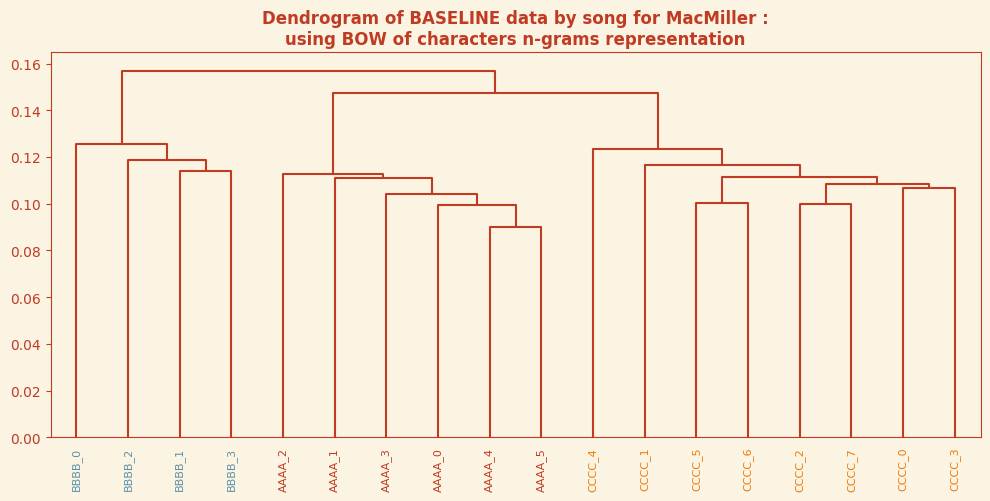 Dendrogram of BASELINE data by song for MacMiller :
using BOW of characters n-grams representation
0.16
0.14
0.12
0.10
0.08
0.06
0.04
0.02
0.00
BBBB_0
BBBB_2
BBBB_1
BBBB_3
AAAA_2
AAAA_1
AAAA_3
AAAA_0
AAAA_4
AAAA_5
CCCC_4
CCCC_1
CCCC_5
CCCC_6
CCCC_2
CCCC_7
CCCC_0
CCCC_3